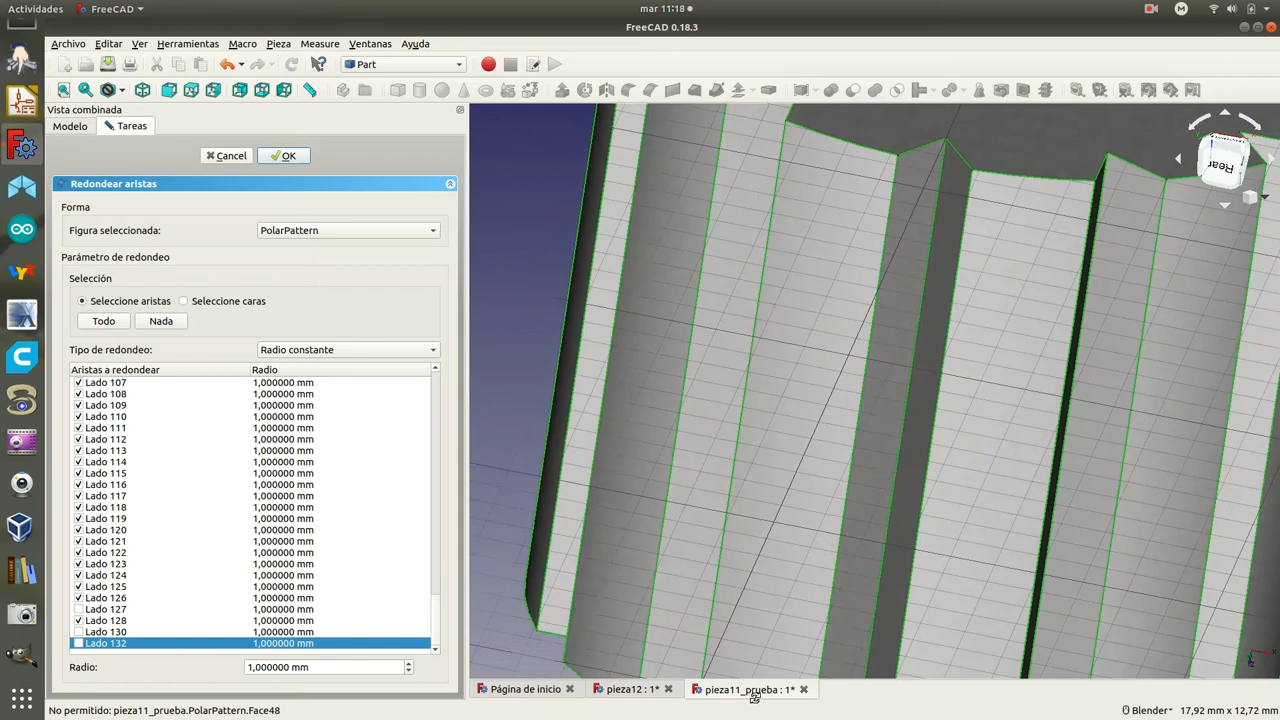 Actividades FreeCAD mar 11:18
FreeCAD 0.18.3
Archivo Editar Ver Herramientas Macro Pieza Measure Ventanas Ayuda
Part
Vista combinada
Modelo Tareas
Cancel OK
Redondear aristas
Forma
Figura seleccionada: PolarPattern
Parámetro de redondeo
Selección
Seleccione aristas Seleccione caras
Todo Nada
Tipo de redondeo: Radio constante
Aristas a redondear Radio
Lado 107 1,000000 mm
Lado 108 1,000000 mm
Lado 109 1,000000 mm
Lado 110 1,000000 mm
Lado 111 1,000000 mm
Lado 112 1,000000 mm
Lado 113 1,000000 mm
Lado 114 1,000000 mm
Lado 115 1,000000 mm
Lado 116 1,000000 mm
Lado 117 1,000000 mm
Lado 118 1,000000 mm
Lado 119 1,000000 mm
Lado 120 1,000000 mm
Lado 121 1,000000 mm
Lado 122 1,000000 mm
Lado 123 1,000000 mm
Lado 124 1,000000 mm
Lado 125 1,000000 mm
Lado 126 1,000000 mm
Lado 127 1,000000 mm
Lado 128 1,000000 mm
Lado 130 1,000000 mm
Lado 132 1,000000 mm
Radio: 1,000000 mm
Rear
Página de inicio pieza12 : 1* pieza11_prueba : 1*
No permitido: pieza11_prueba.PolarPattern.Face48
Blender 17,92 mm x 12,72 mm